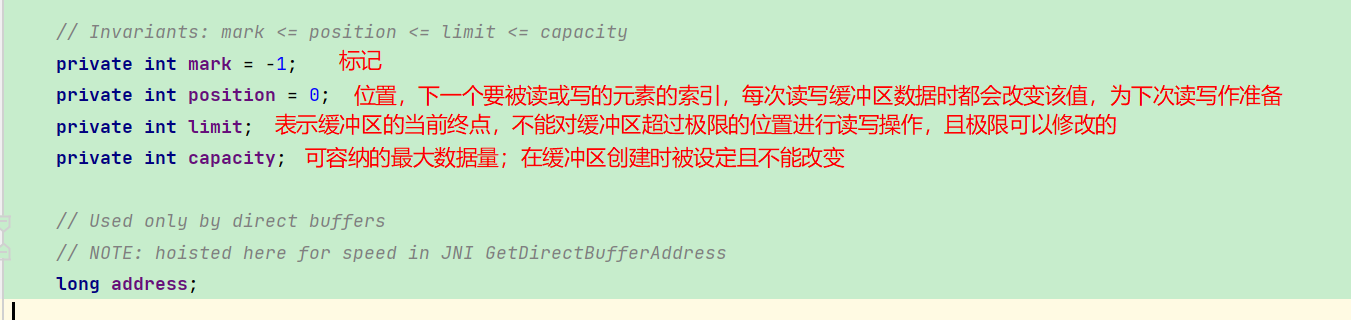 // Invariants: mark <= position <= limit <= capacity
private int mark = -1; 标记
private int position = 0; 位置，下一个要被读或写的元素的索引，每次读写缓冲区数据时都会改变该值，为下次读写作准备
private int limit; 表示缓冲区的当前终点，不能对缓冲区超过极限的位置进行读写操作，且极限可以修改的
private int capacity; 可容纳的最大数据量；在缓冲区创建时被设定且不能改变
// Used only by direct buffers
// NOTE: hoisted here for speed in JNI GetDirectBufferAddress
long address;